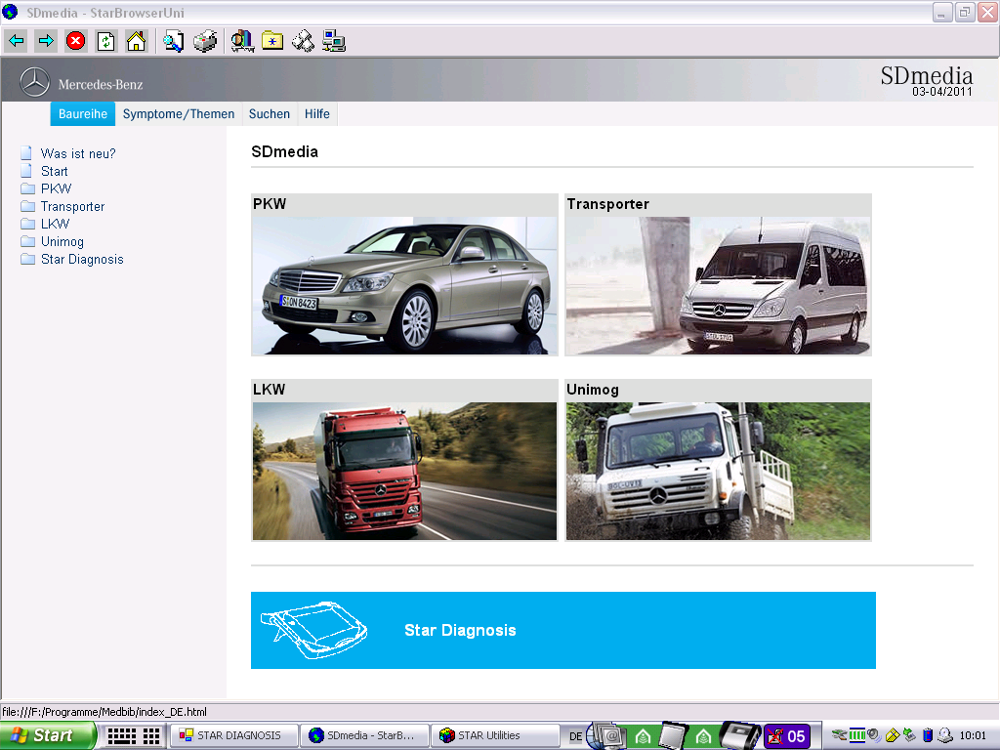 SDmedia - StarBrowserUni
Mercedes-Benz
SDmedia
03-04/2011
Baureihe Symptome/Themen Suchen Hilfe
Was ist neu?
Start
PKW
Transporter
LKW
Unimog
Star Diagnosis
SDmedia
PKW Transporter
S ON 8423
LKW Unimog
Star Diagnosis
file:///F:/Programme/Medbib/index_DE.html
Start STAR DIAGNOSIS SDmedia - StarB... STAR Utilities DE 05 10:01